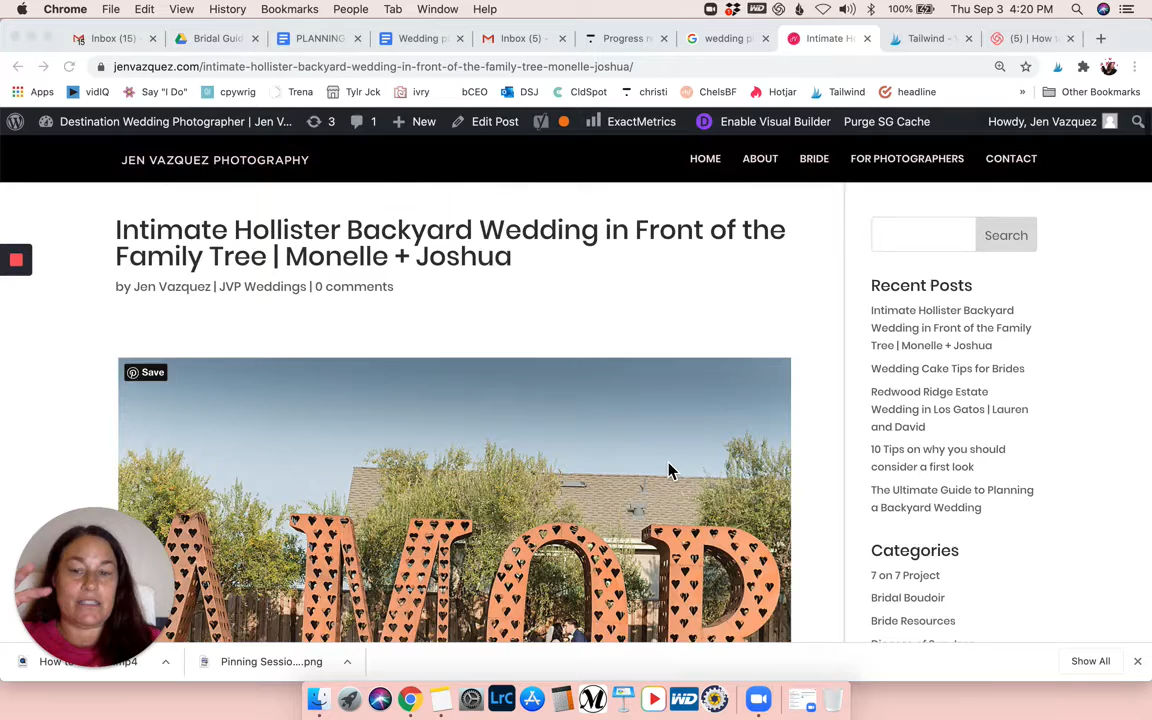 Chrome File Edit View History Bookmarks People Tab Window Help 100% Thu Sep 3 4:20 PM
Inbox (15) Bridal Guid PLANNING Wedding p Inbox (5) - Progress re wedding p Intimate H Tailwind - (5) | How t
jenvazquez.com/intimate-hollister-backyard-wedding-in-front-of-the-family-tree-monelle-joshua/
Apps vidIQ Say "I Do" cpywrig Trena Tylr Jck ivry bCEO DSJ CldSpot christi ChelsBF Hotjar Tailwind headline » Other Bookmarks
Destination Wedding Photographer | Jen V... 3 1 New Edit Post ExactMetrics Enable Visual Builder Purge SG Cache Howdy, Jen Vazquez
JEN VAZQUEZ PHOTOGRAPHY HOME ABOUT BRIDE FOR PHOTOGRAPHERS CONTACT
Intimate Hollister Backyard Wedding in Front of the
Family Tree | Monelle + Joshua
by Jen Vazquez | JVP Weddings | 0 comments
Save
AMOR
Search
Recent Posts
Intimate Hollister Backyard
Wedding in Front of the Family
Tree | Monelle + Joshua
Wedding Cake Tips for Brides
Redwood Ridge Estate
Wedding in Los Gatos | Lauren
and David
10 Tips on why you should
consider a first look
The Ultimate Guide to Planning
a Backyard Wedding
Categories
7 on 7 Project
Bridal Boudoir
Bride Resources
Pinning Sessio....png
Show All
LrC
WD